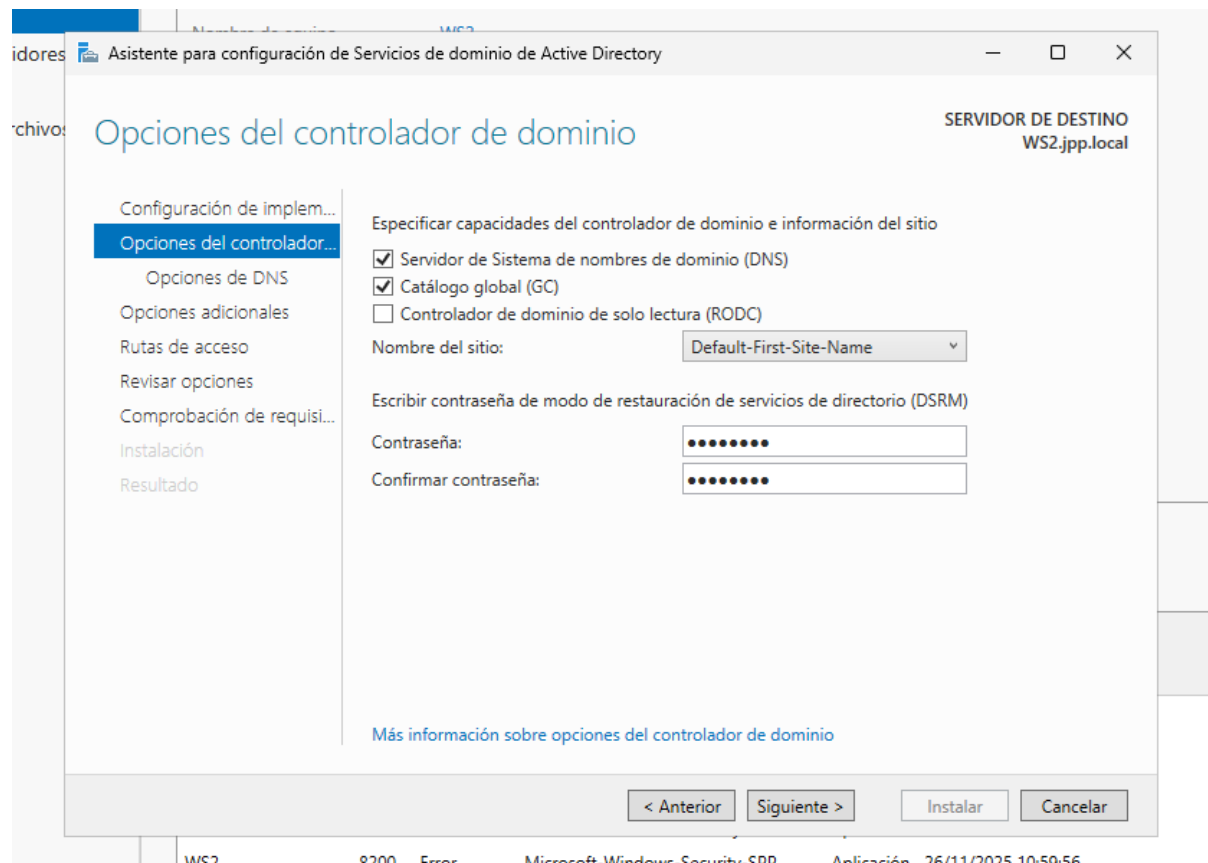 idores
rchivos
Asistente para configuración de Servicios de dominio de Active Directory
Opciones del controlador de dominio
SERVIDOR DE DESTINO
WS2.jpp.local
Configuración de implem...
Opciones del controlador...
Opciones de DNS
Opciones adicionales
Rutas de acceso
Revisar opciones
Comprobación de requisi...
Instalación
Resultado
Especificar capacidades del controlador de dominio e información del sitio
Servidor de Sistema de nombres de dominio (DNS)
Catálogo global (GC)
Controlador de dominio de solo lectura (RODC)
Nombre del sitio: Default-First-Site-Name
Escribir contraseña de modo de restauración de servicios de directorio (DSRM)
Contraseña: ●●●●●●●●
Confirmar contraseña: ●●●●●●●●
Más información sobre opciones del controlador de dominio
< Anterior Siguiente > Instalar Cancelar
WS2 8200 Error Microsoft-Windows-Security-SPP Aplicación 26/11/2025 10:59:56